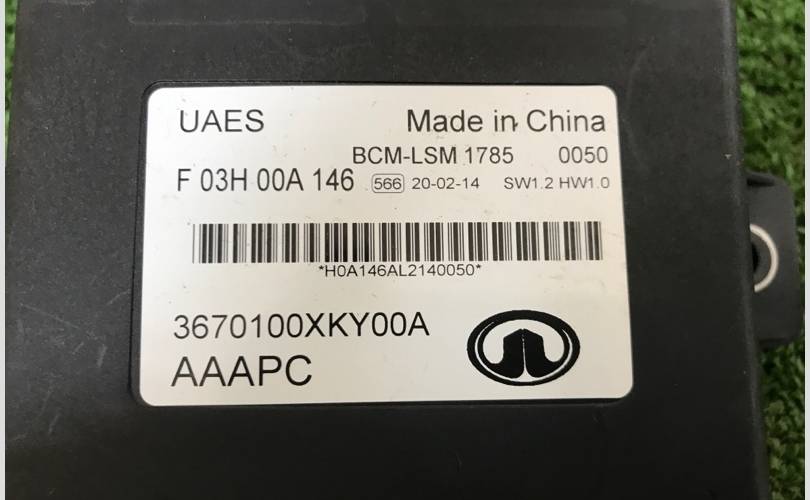 UAES Made in China
BCM-LSM 1785 0050
F 03H 00A 146 566 20-02-14 SW1.2 HW1.0
*H0A146AL2140050*
3670100XKY00A
AAAPC